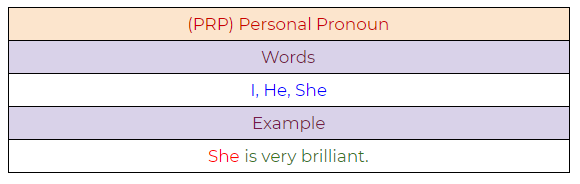 (PRP) Personal Pronoun
Words
I, He, She
Example
She is very brilliant.